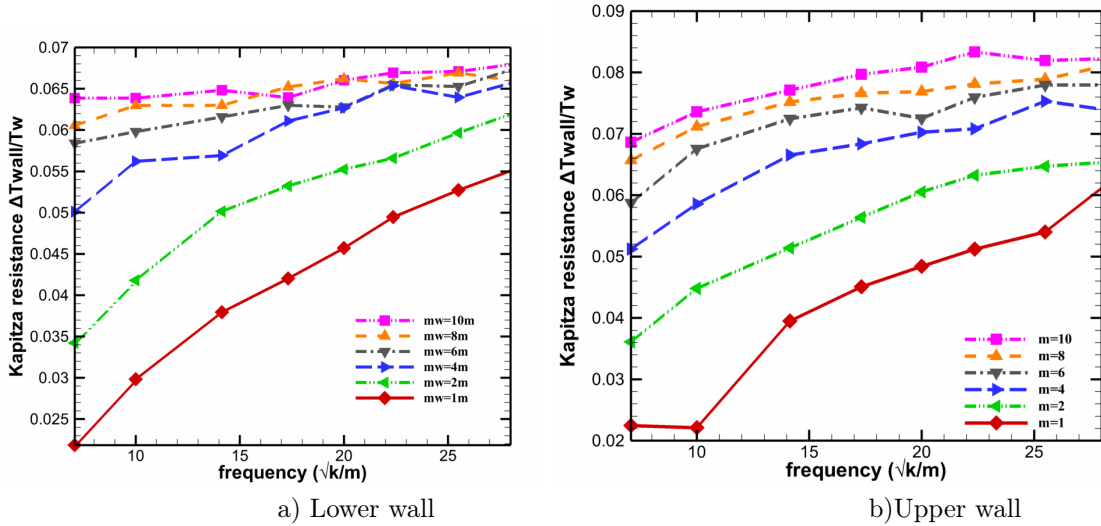 Kapitza resistance ΔTwall/Tw
0.07
0.065
0.06
0.055
0.05
0.045
0.04
0.035
0.03
0.025
10
15
20
25
frequency (√k/m)
mw=10m
mw=8m
mw=6m
mw=4m
mw=2m
mw=1m
a) Lower wall
Kapitza resistance ΔTwall/Tw
0.09
0.08
0.07
0.06
0.05
0.04
0.03
0.02
10
15
20
25
frequency (√k/m)
m=10
m=8
m=6
m=4
m=2
m=1
b)Upper wall